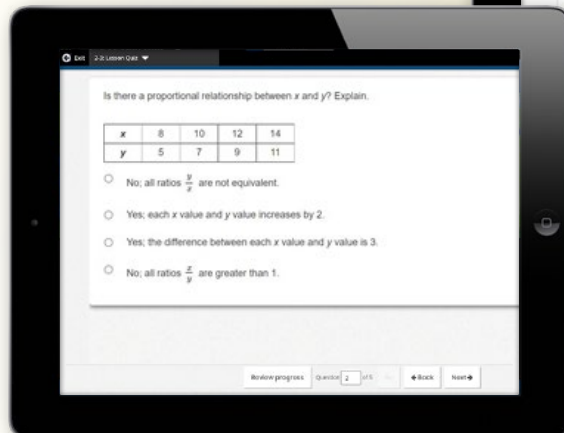 Exit 2-2: Lesson Quiz
Is there a proportional relationship between x and y? Explain.
x 8 10 12 14
y 5 7 9 11
No; all ratios y/x are not equivalent.
Yes; each x value and y value increases by 2.
Yes; the difference between each x value and y value is 3.
No; all ratios x/y are greater than 1.
Review progress Question 2 of 5 Back Next